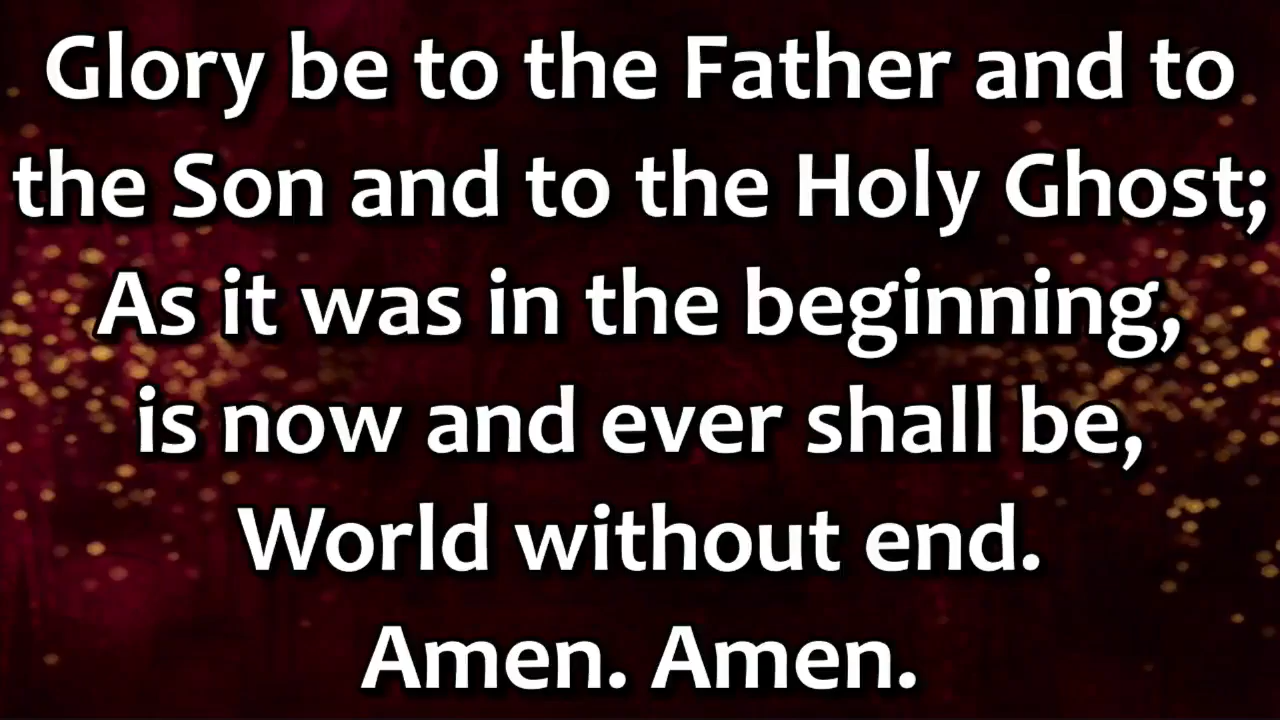 Glory be to the Father and to
the Son and to the Holy Ghost;
As it was in the beginning,
is now and ever shall be,
World without end.
Amen. Amen.